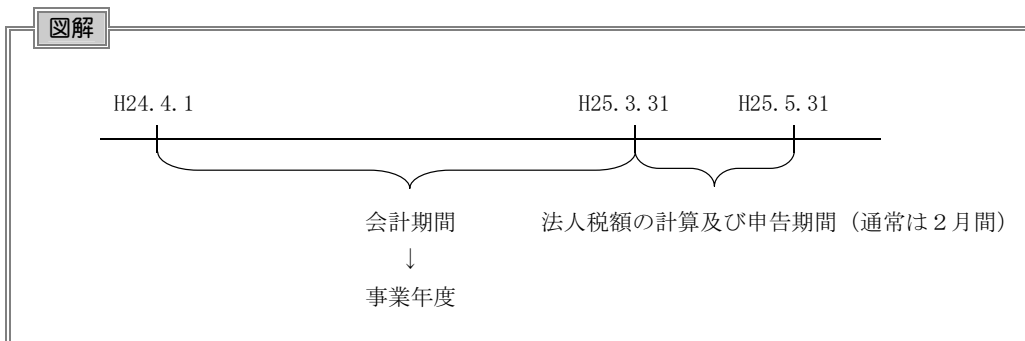 図解
H24.4.1 H25.3.31 H25.5.31
会計期間 法人税額の計算及び申告期間（通常は２月間）
↓
事業年度